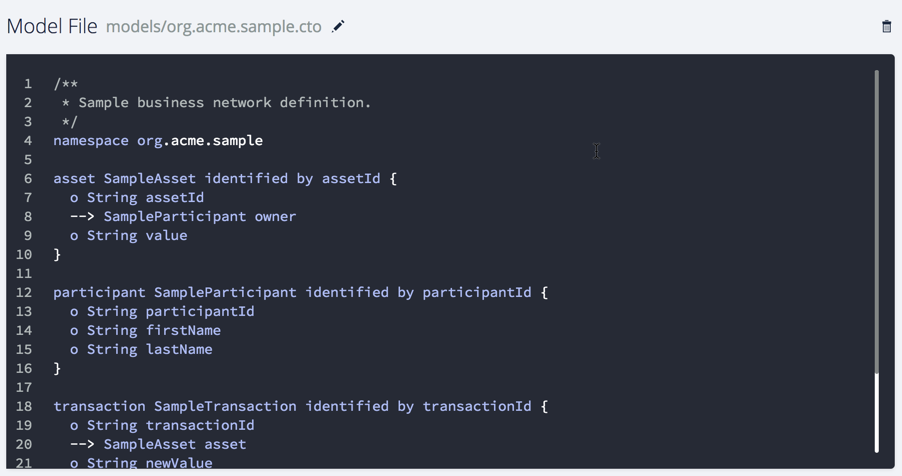 Model File models/org.acme.sample.cto
1 /**
2 * Sample business network definition.
3 */
4 namespace org.acme.sample
5
6 asset SampleAsset identified by assetId {
7 o String assetId
8 --> SampleParticipant owner
9 o String value
10 }
11
12 participant SampleParticipant identified by participantId {
13 o String participantId
14 o String firstName
15 o String lastName
16 }
17
18 transaction SampleTransaction identified by transactionId {
19 o String transactionId
20 --> SampleAsset asset
21 o String newValue